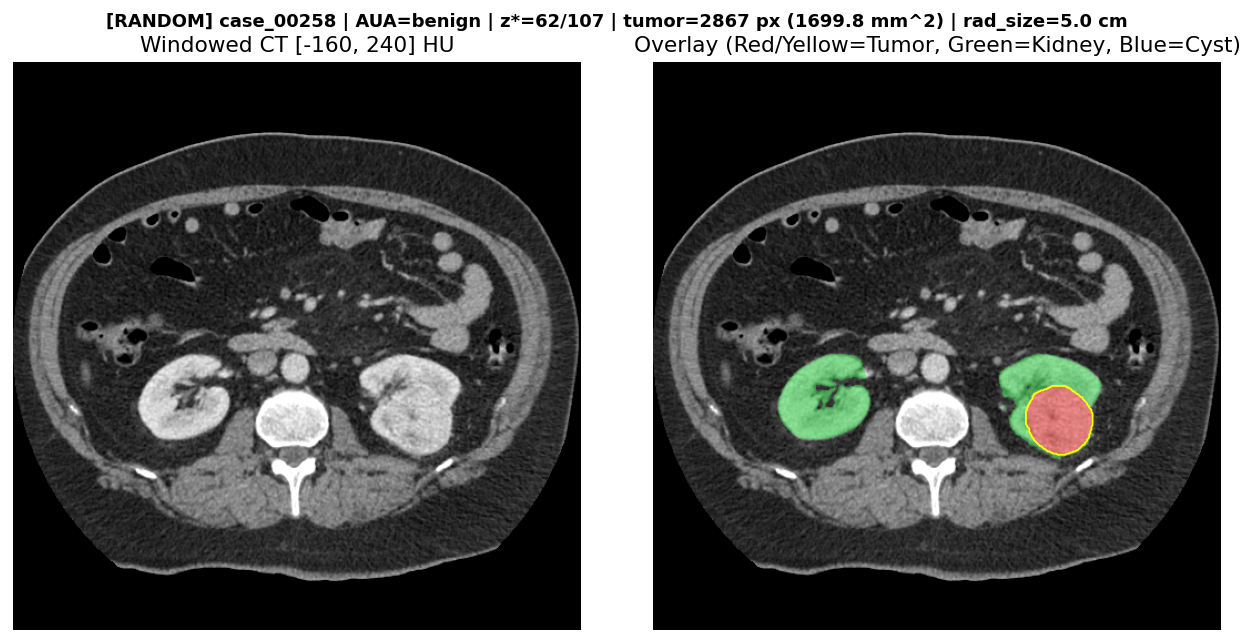 [RANDOM] case_00258 | AUA=benign | z*=62/107 | tumor=2867 px (1699.8 mm^2) | rad_size=5.0 cm
Windowed CT [-160, 240] HU
Overlay (Red/Yellow=Tumor, Green=Kidney, Blue=Cyst)